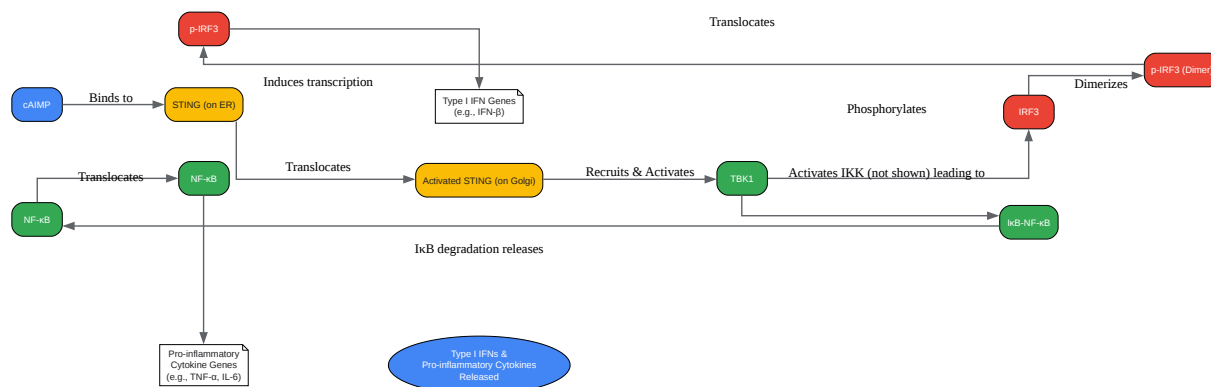 Translocates
p-IRF3
p-IRF3 (Dimer)
Induces transcription
Dimerizes
cAIMP
Binds to
STING (on ER)
Type I IFN Genes
(e.g., IFN-β)
Phosphorylates
IRF3
Translocates
NF-κB
Translocates
Activated STING (on Golgi)
Recruits & Activates
TBK1
Activates IKK (not shown) leading to
NF-κB
IκB-NF-κB
IκB degradation releases
Pro-inflammatory
Cytokine Genes
(e.g., TNF-α, IL-6)
Type I IFNs &
Pro-inflammatory Cytokines
Released